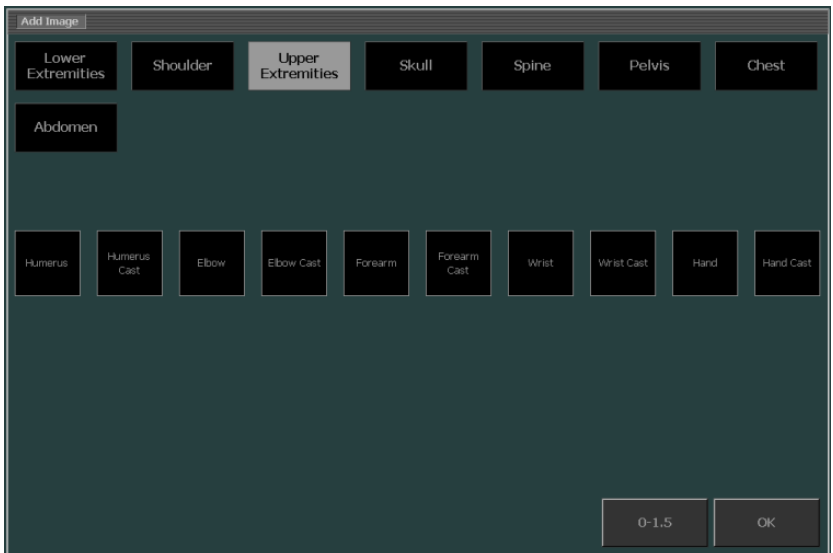 Add Image
Lower
Extremities
Shoulder
Upper
Extremities
Skull
Spine
Pelvis
Chest
Abdomen
Humerus
Humerus
Cast
Elbow
Elbow Cast
Forearm
Forearm
Cast
Wrist
Wrist Cast
Hand
Hand Cast
0-1.5
OK